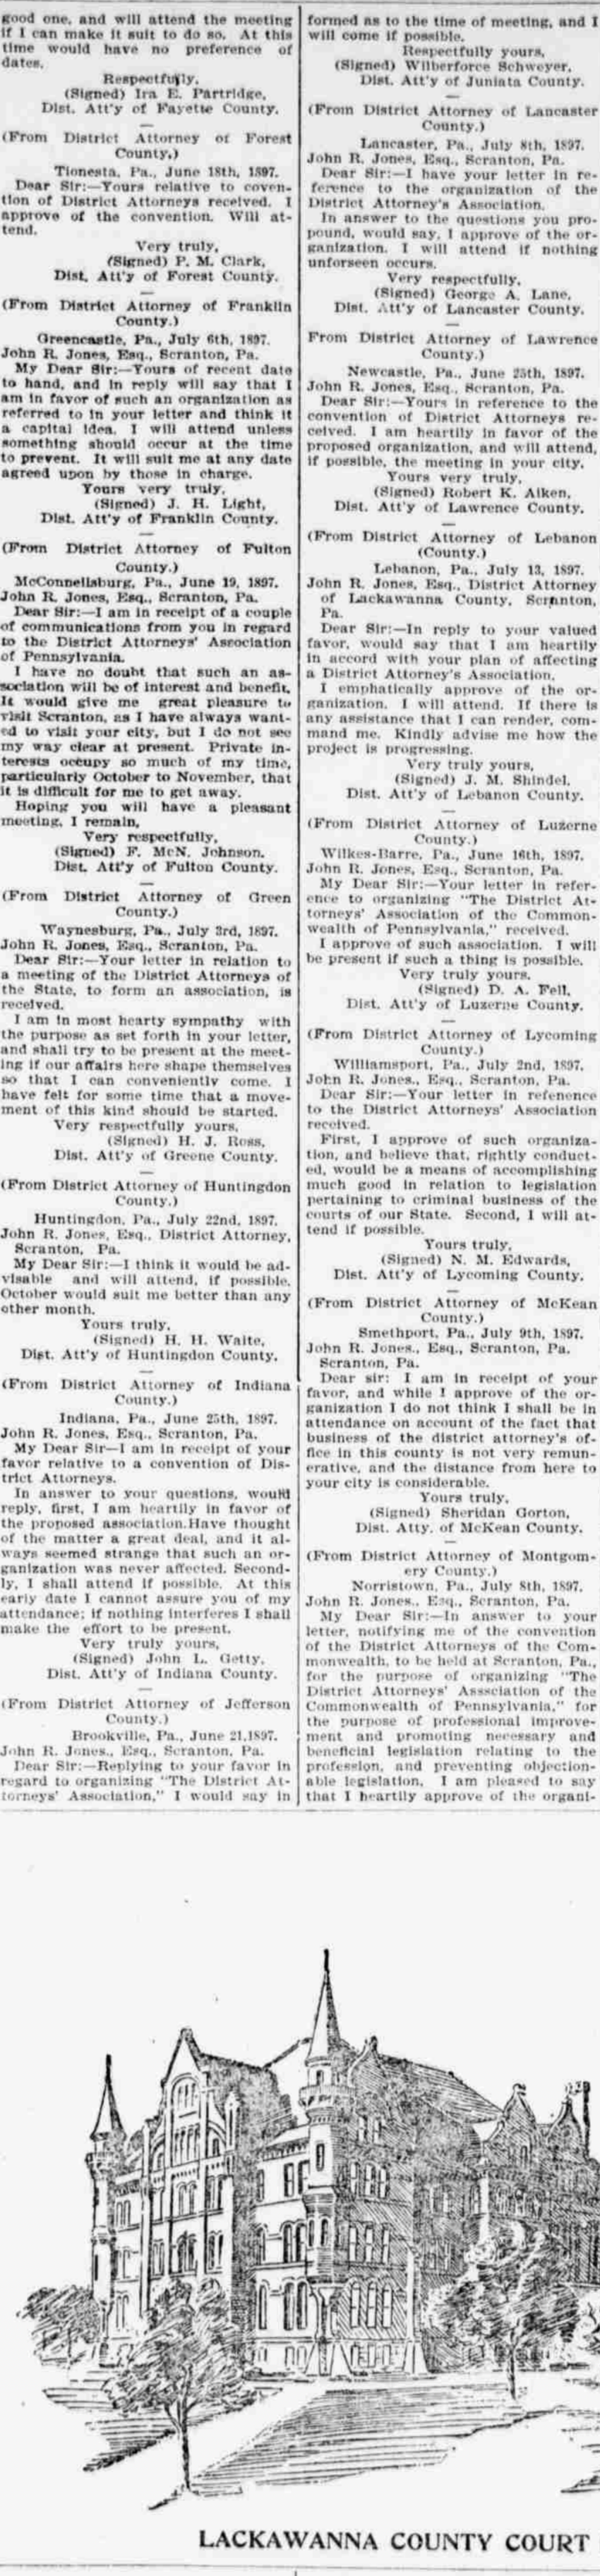 good one, and will attend the meeting
if I can make it suit to do so. At this
time would have no preference of
dates.
Respectfully,
(Signed) Ira E. Partridge,
Dist. Att'y of Fayette County.
(From District Attorney of Forest
County.)
Tionesta, Pa., June 18th, 1897.
Dear Sir:—Yours relative to coven-
tion of District Attorneys received. I
approve of the convention. Will at-
tend.
Very truly,
(Signed) P. M. Clark,
Dist. Att'y of Forest County.
(From District Attorney of Franklin
County.)
Greencastle, Pa., July 6th, 1897.
John R. Jones, Esq., Scranton, Pa.
My Dear Sir:—Yours of recent date
to hand, and in reply will say that I
am in favor of such an organization as
referred to in your letter and think it
a capital idea. I will attend unless
something should occur at the time
to prevent. It will suit me at any date
agreed upon by those in charge.
Yours very truly,
(Signed) J. H. Light,
Dist. Att'y of Franklin County.
(From District Attorney of Fulton
County.)
McConnellsburg, Pa., June 19, 1897.
John R. Jones, Esq., Scranton, Pa.
Dear Sir:—I am in receipt of a couple
of communications from you in regard
to the District Attorneys' Association
of Pennsylvania.
I have no doubt that such an as-
sociation will be of interest and benefit.
It would give me great pleasure to
visit Scranton, as I have always want-
ed to visit your city, but I do not see
my way clear at present. Private in-
terests occupy so much of my time,
particularly October to November, that
it is difficult for me to get away.
Hoping you will have a pleasant
meeting, I remain,
Very respectfully,
(Signed) F. McN. Johnson.
Dist. Att'y of Fulton County.
(From District Attorney of Green
County.)
Waynesburg, Pa., July 3rd, 1897.
John R. Jones, Esq., Scranton, Pa.
Dear Sir:—Your letter in relation to
a meeting of the District Attorneys of
the State, to form an association, is
received.
I am in most hearty sympathy with
the purpose as set forth in your letter,
and shall try to be present at the meet-
ing if our affairs here shape themselves
so that I can conveniently come. I
have felt for some time that a move-
ment of this kind should be started.
Very respectfully yours,
(Signed) H. J. Ross,
Dist. Att'y of Greene County.
(From District Attorney of Huntingdon
County.)
Huntingdon, Pa., July 22nd, 1897.
John R. Jones, Esq., District Attorney,
Scranton, Pa.
My Dear Sir:—I think it would be ad-
visable and will attend, if possible.
October would suit me better than any
other month.
Yours truly,
(Signed) H. H. Waite,
Dist. Att'y of Huntingdon County.
(From District Attorney of Indiana
County.)
Indiana, Pa., June 25th, 1897.
John R. Jones, Esq., Scranton, Pa.
My Dear Sir—I am in receipt of your
favor relative to a convention of Dis-
trict Attorneys.
In answer to your questions, would
reply, first, I am heartily in favor of
the proposed association.Have thought
of the matter a great deal, and it al-
ways seemed strange that such an or-
ganization was never affected. Second-
ly, I shall attend if possible. At this
early date I cannot assure you of my
attendance; if nothing interferes I shall
make the effort to be present.
Very truly yours,
(Signed) John L. Getty,
Dist. Att'y of Indiana County.
(From District Attorney of Jefferson
County.)
Brookville, Pa., June 21,1897.
John R. Jones., Esq., Scranton, Pa.
Dear Sir:—Replying to your favor in
regard to organizing "The District At-
torneys' Association," I would say in
formed as to the time of meeting, and I
will come if possible.
Respectfully yours,
(Signed) Wilberforce Schweyer,
Dist. Att'y of Juniata County.
(From District Attorney of Lancaster
County.)
Lancaster, Pa., July 8th, 1897.
John R. Jones, Esq., Scranton, Pa.
Dear Sir:—I have your letter in re-
ference to the organization of the
District Attorney's Association.
In answer to the questions you pro-
pound, would say, I approve of the or-
ganization. I will attend if nothing
unforseen occurs.
Very respectfully,
(Signed) George A. Lane,
Dist. Att'y of Lancaster County.
From District Attorney of Lawrence
County.)
Newcastle, Pa., June 25th, 1897.
John R. Jones, Esq., Scranton, Pa.
Dear Sir:—Yours in reference to the
convention of District Attorneys re-
ceived. I am heartily in favor of the
proposed organization, and will attend,
if possible, the meeting in your city.
Yours very truly,
(Signed) Robert K. Aiken,
Dist. Att'y of Lawrence County.
(From District Attorney of Lebanon
(County.)
Lebanon, Pa., July 13, 1897.
John R. Jones, Esq., District Attorney
of Lackawanna County, Scranton,
Pa.
Dear Sir:—In reply to your valued
favor, would say that I am heartily
in accord with your plan of affecting
a District Attorney's Association.
I emphatically approve of the or-
ganization. I will attend. If there is
any assistance that I can render, com-
mand me. Kindly advise me how the
project is progressing.
Very truly yours,
(Signed) J. M. Shindel,
Dist. Att'y of Lebanon County.
(From District Attorney of Luzerne
County.)
Wilkes-Barre, Pa., June 16th, 1897.
John R. Jones, Esq., Scranton, Pa.
My Dear Sir:—Your letter in refer-
ence to organizing "The District At-
torneys' Association of the Common-
wealth of Pennsylvania," received.
I approve of such association. I will
be present if such a thing is possible.
Very truly yours.
(Signed) D. A. Fell,
Dist. Att'y of Luzerne County.
(From District Attorney of Lycoming
County.)
Williamsport, Pa., July 2nd, 1897.
John R. Jones., Esq., Scranton, Pa.
Dear Sir:—Your letter in refenence
to the District Attorneys' Association
received.
First, I approve of such organiza-
tion, and believe that, rightly conduct-
ed, would be a means of accomplishing
much good in relation to legislation
pertaining to criminal business of the
courts of our State. Second, I will at-
tend if possible.
Yours truly,
(Signed) N. M. Edwards,
Dist. Att'y of Lycoming County.
(From District Attorney of McKean
County.)
Smethport, Pa., July 9th, 1897.
John R. Jones., Esq., Scranton, Pa.
Scranton, Pa.
Dear sir: I am in receipt of your
favor, and while I approve of the or-
ganization I do not think I shall be in
attendance on account of the fact that
business of the district attorney's of-
fice in this county is not very remun-
erative, and the distance from here to
your city is considerable.
Yours truly,
(Signed) Sheridan Gorton,
Dist. Atty. of McKean County.
(From District Attorney of Montgom-
ery County.)
Norristown, Pa., July 8th, 1897.
John R. Jones., Esq., Scranton, Pa.
My Dear Sir:—In answer to your
letter, notifying me of the convention
of the District Attorneys of the Com-
monwealth, to be held at Scranton, Pa.,
for the purpose of organizing "The
District Attorneys' Association of the
Commonwealth of Pennsylvania," for
the purpose of professional improve-
ment and promoting necessary and
beneficial legislation relating to the
profession, and preventing objection-
able legislation, I am pleased to say
that I heartily approve of the organi-
LACKAWANNA COUNTY COURT